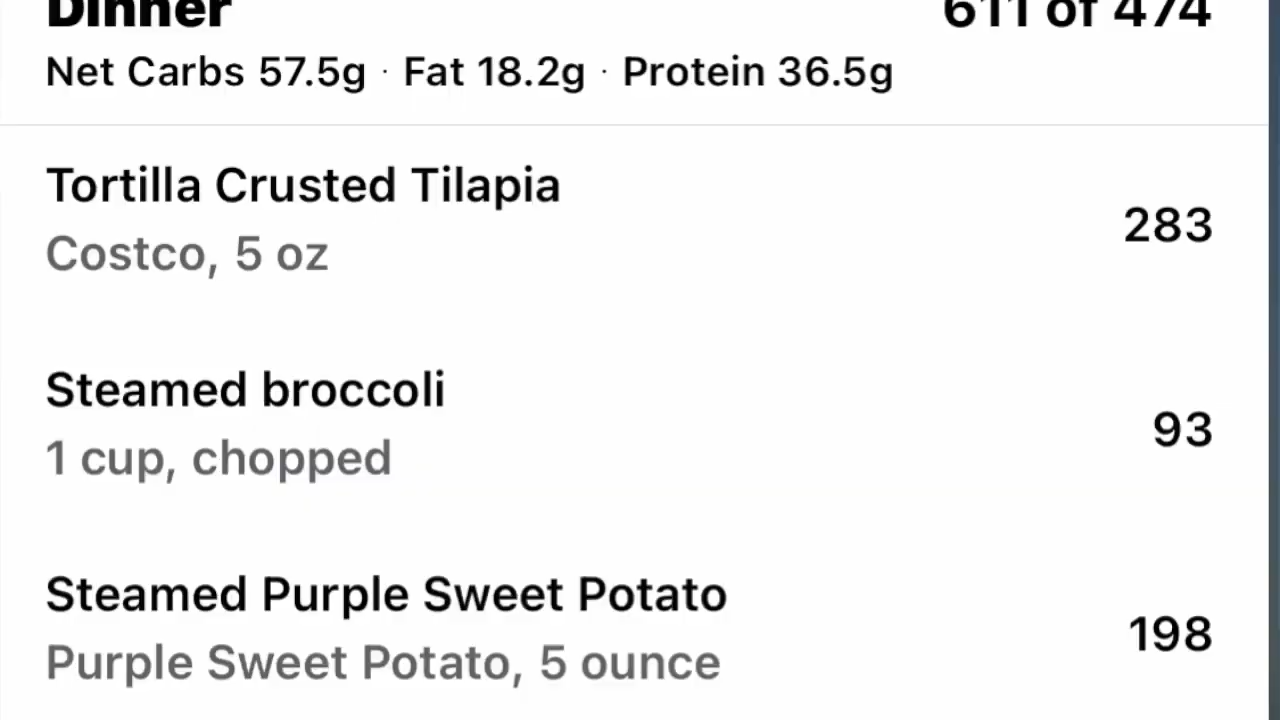 Dinner 611 of 474
Net Carbs 57.5g · Fat 18.2g · Protein 36.5g
Tortilla Crusted Tilapia
283
Costco, 5 oz
Steamed broccoli
93
1 cup, chopped
Steamed Purple Sweet Potato
198
Purple Sweet Potato, 5 ounce